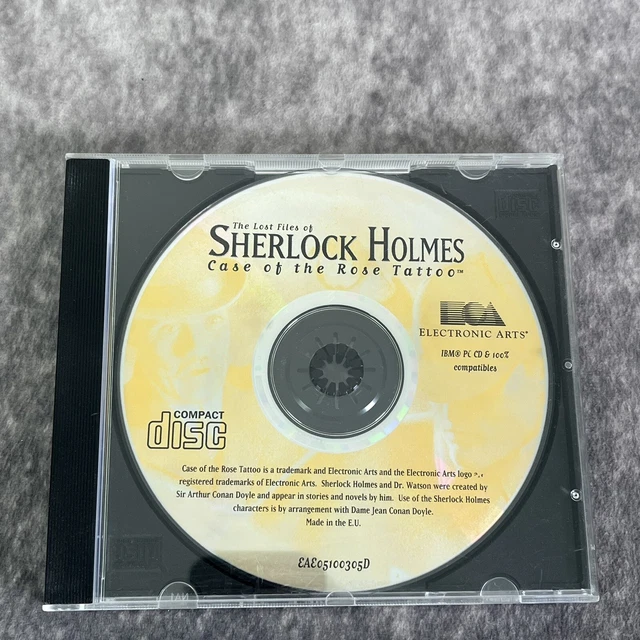 The Lost Files of
SHERLOCK HOLMES
Case of the Rose Tattoo™
ELECTRONIC ARTS®
IBM® PC CD & 100%
compatibles
COMPACT
disc
Case of the Rose Tattoo is a trademark and Electronic Arts and the Electronic Arts logo
registered trademarks of Electronic Arts. Sherlock Holmes and Dr. Watson were created by
Sir Arthur Conan Doyle and appear in stories and novels by him. Use of the Sherlock Holmes
characters is by arrangement with Dame Jean Conan Doyle.
Made in the E.U.
EAE05100305D